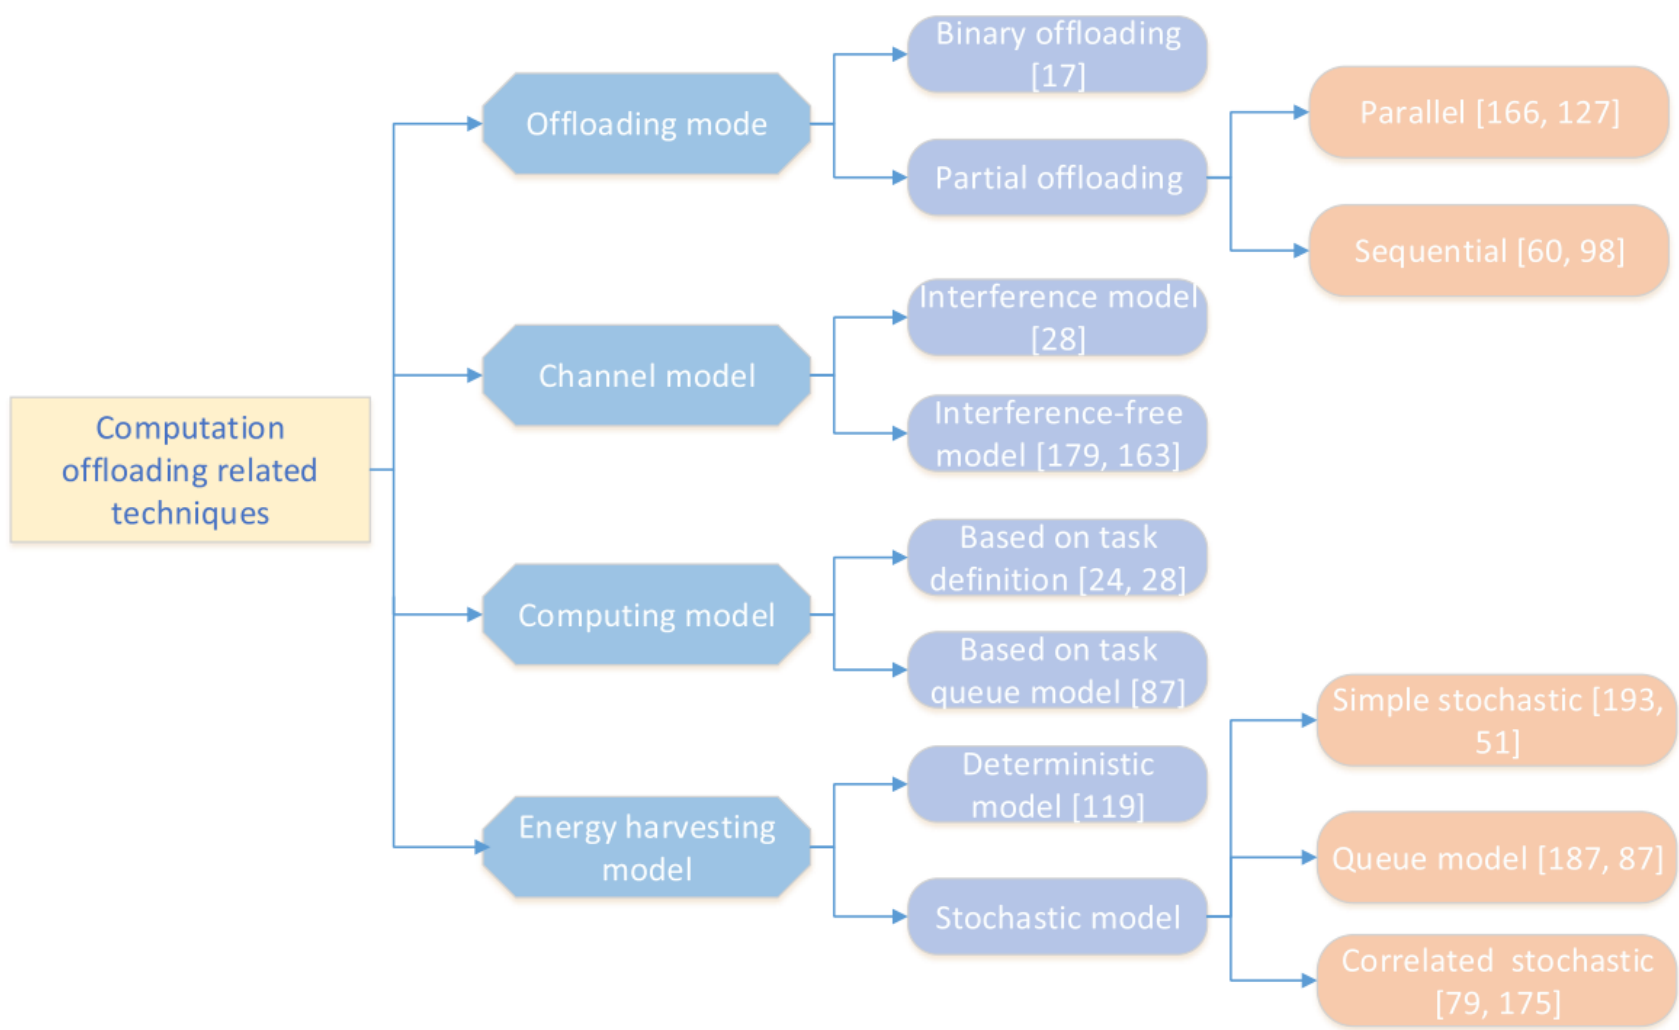 Computation
offloading related
techniques
Offloading mode
Binary offloading
[17]
Partial offloading
Parallel [166, 127]
Sequential [60, 98]
Channel model
Interference model
[28]
Interference-free
model [179, 163]
Computing model
Based on task
definition [24, 28]
Based on task
queue model [87]
Energy harvesting
model
Deterministic
model [119]
Stochastic model
Simple stochastic [193,
51]
Queue model [187, 87]
Correlated  stochastic
[79, 175]